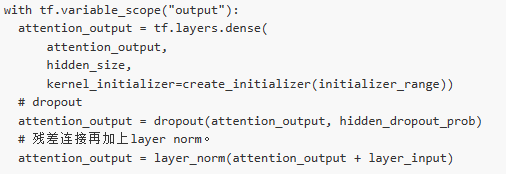 with tf.variable_scope("output"):
  attention_output = tf.layers.dense(
      attention_output,
      hidden_size,
      kernel_initializer=create_initializer(initializer_range))
  # dropout
  attention_output = dropout(attention_output, hidden_dropout_prob)
  # 残差连接再加上layer norm。
  attention_output = layer_norm(attention_output + layer_input)